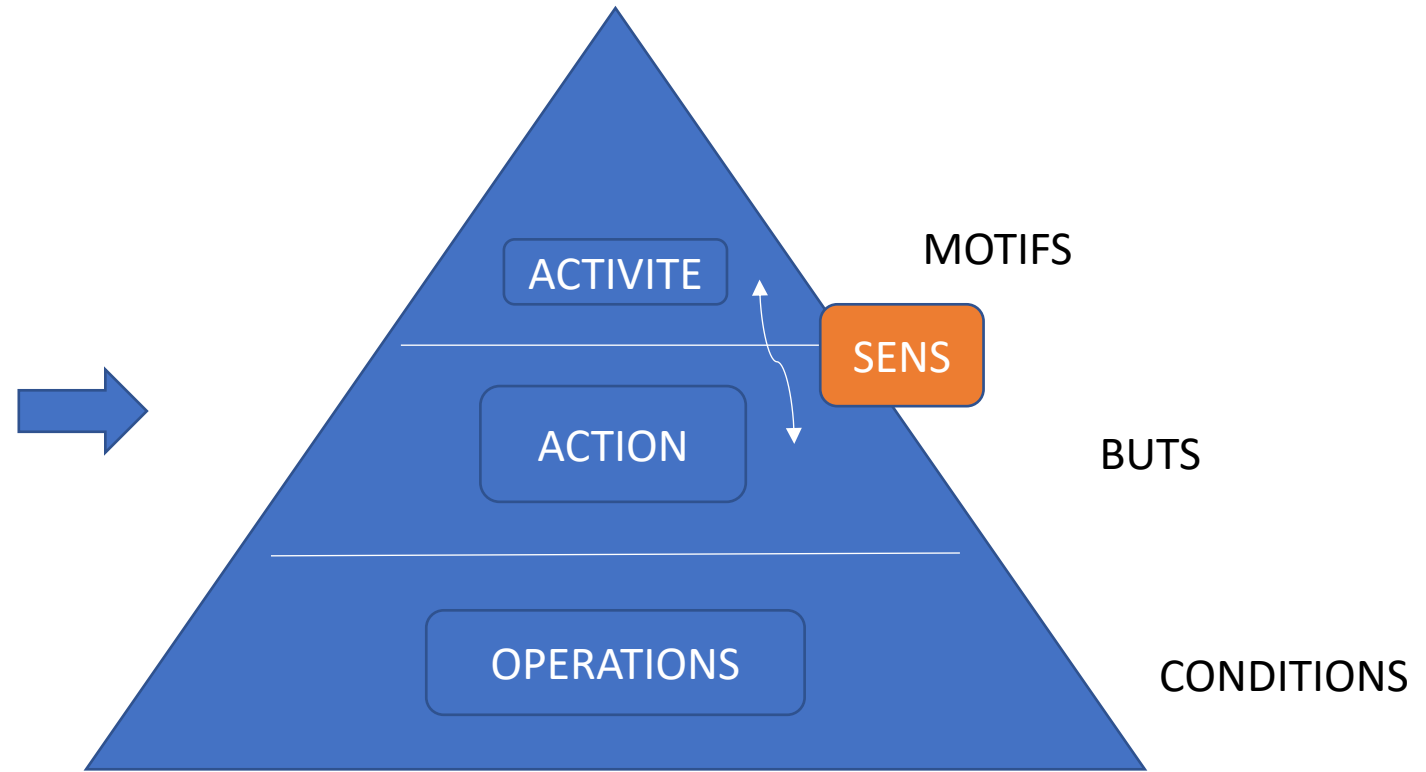 MOTIFS
ACTIVITE
SENS
ACTION
BUTS
OPERATIONS
CONDITIONS